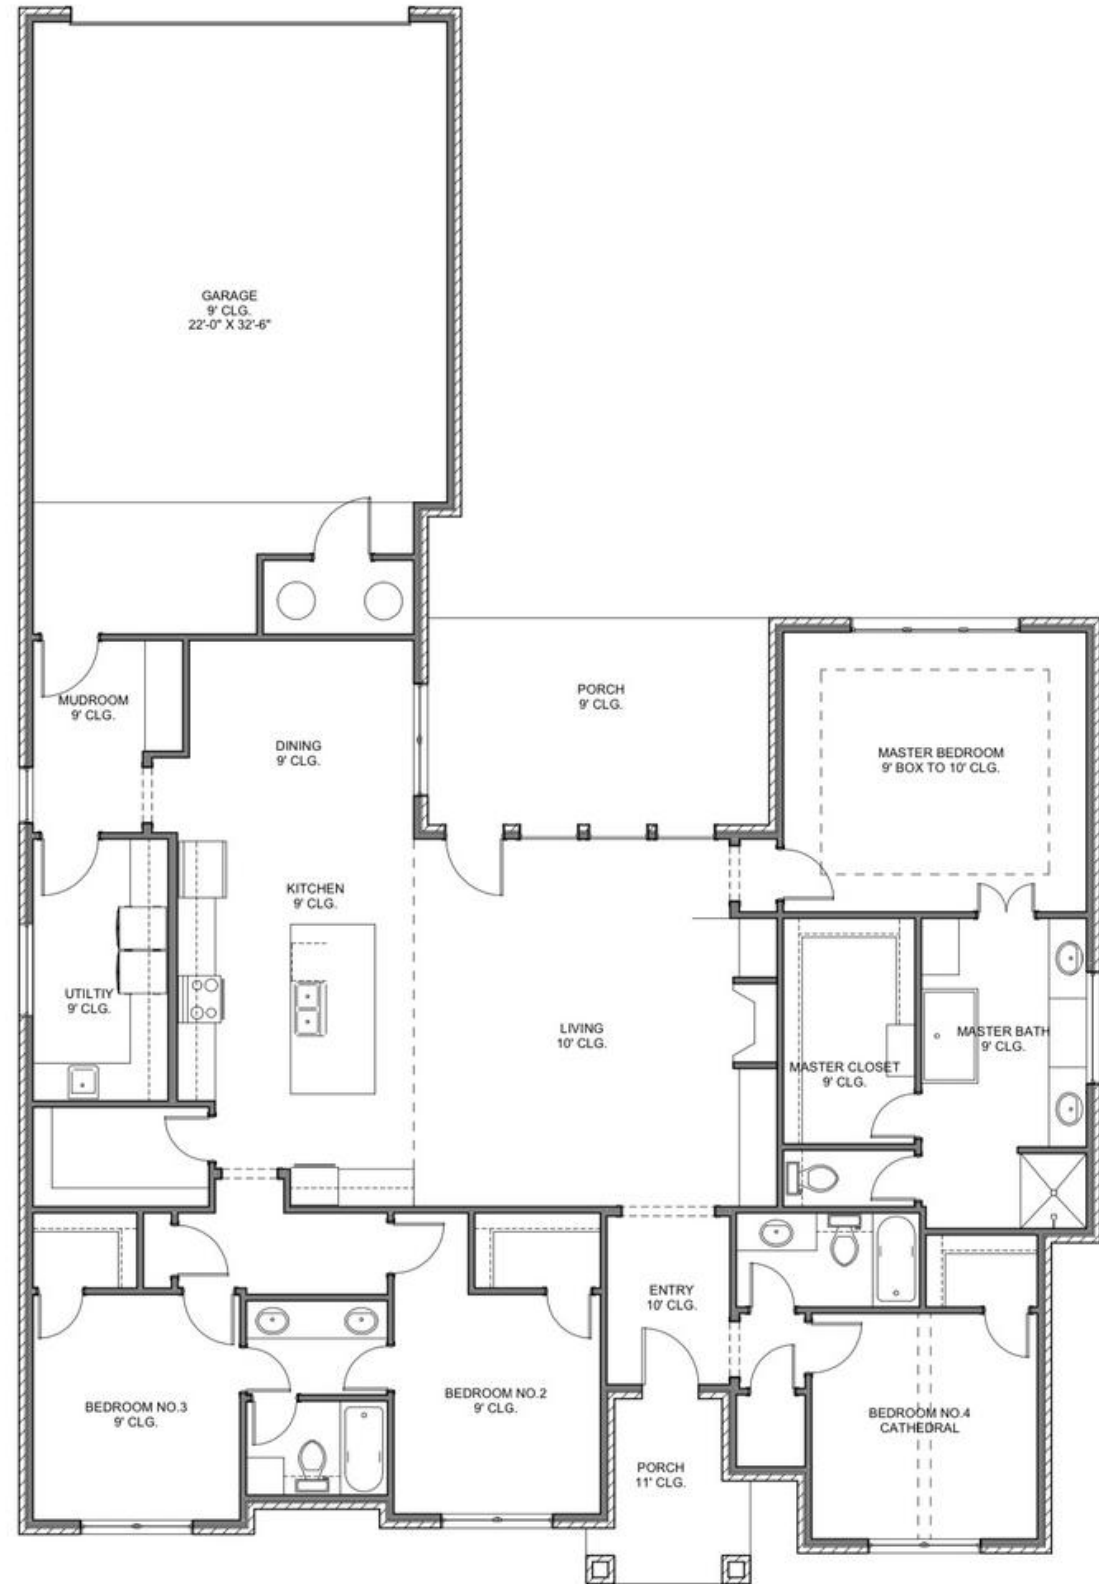 GARAGE
9' CLG.
22'-0" X 32'-6"
MUDROOM
9' CLG.
DINING
9' CLG.
PORCH
9' CLG.
MASTER BEDROOM
9' BOX TO 10' CLG.
KITCHEN
9' CLG.
UTILTIY
9' CLG.
LIVING
10' CLG.
MASTER CLOSET
9' CLG.
MASTER BATH
9' CLG.
ENTRY
10' CLG.
BEDROOM NO.3
9' CLG.
BEDROOM NO.2
9' CLG.
PORCH
11' CLG.
BEDROOM NO.4
CATHEDRAL